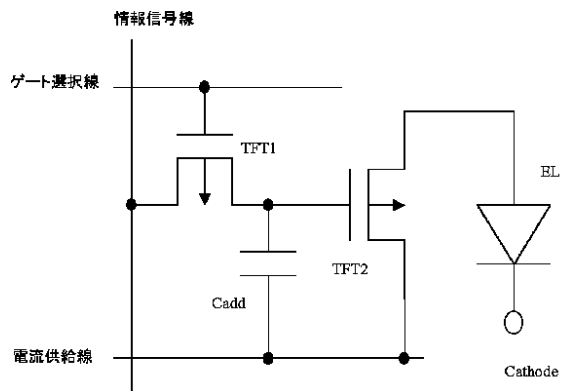 情報信号線
ゲート選択線
TFT1
EL
TFT2
Cadd
電流供給線
Cathode